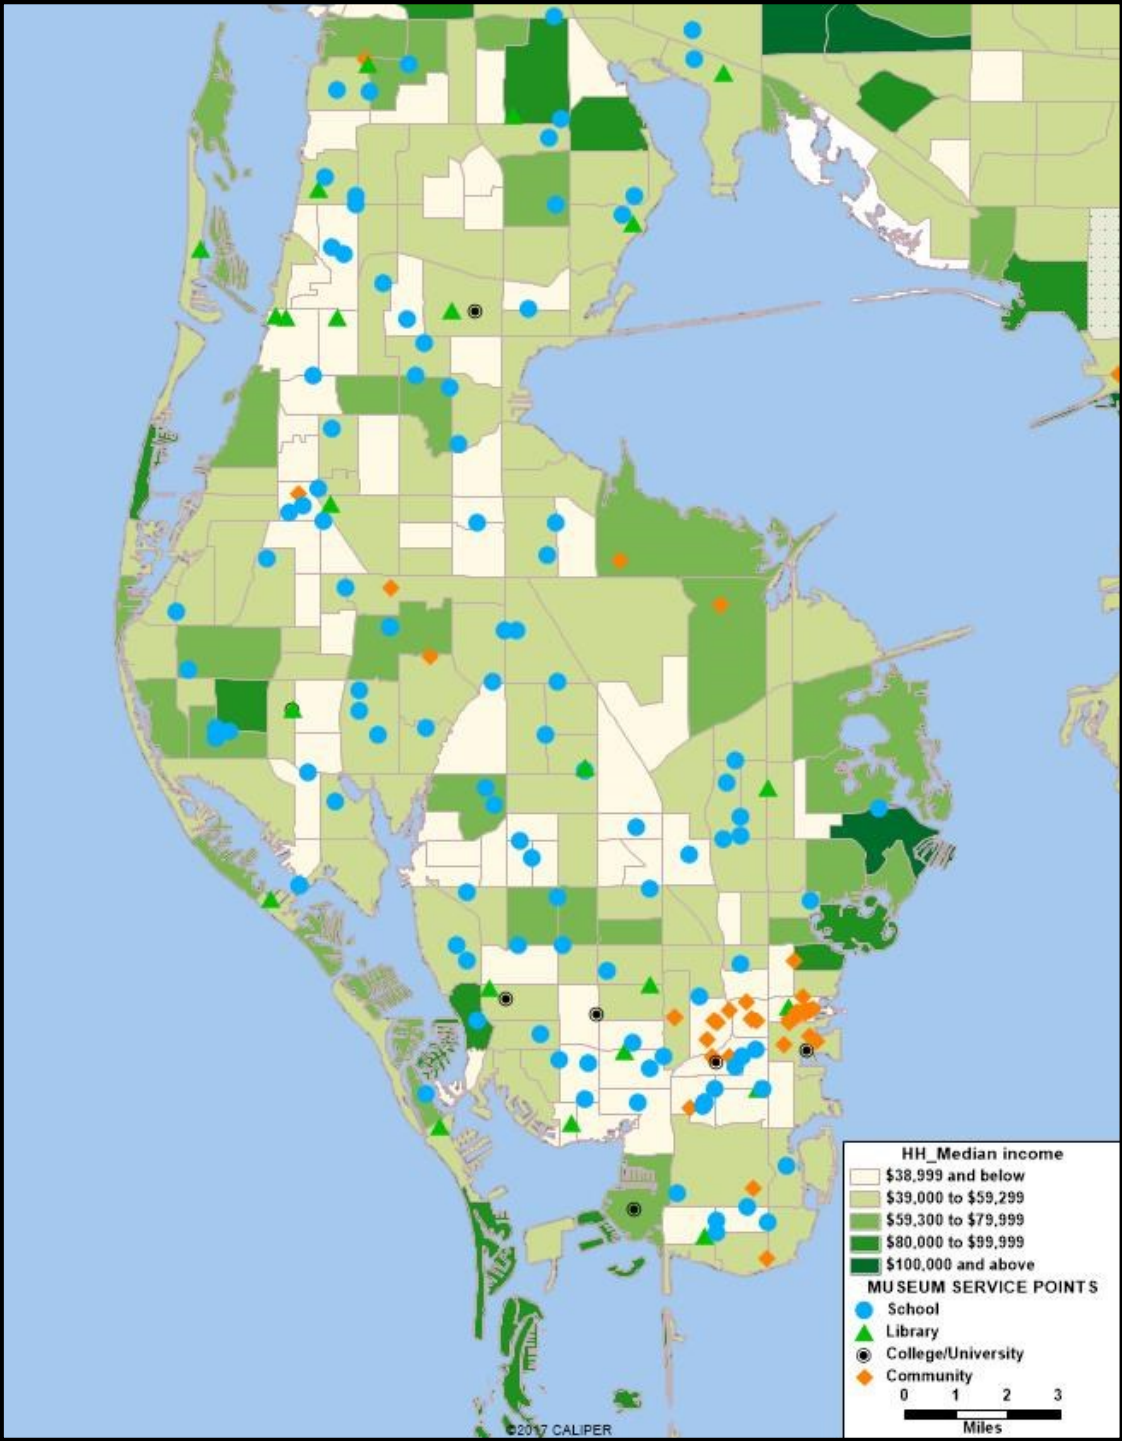 HH_Median income
$38,999 and below
$39,000 to $59,299
$59,300 to $79,999
$80,000 to $99,999
$100,000 and above
MUSEUM SERVICE POINTS
School
Library
College/University
Community
0 1 2 3
Miles
©2017 CALIPER